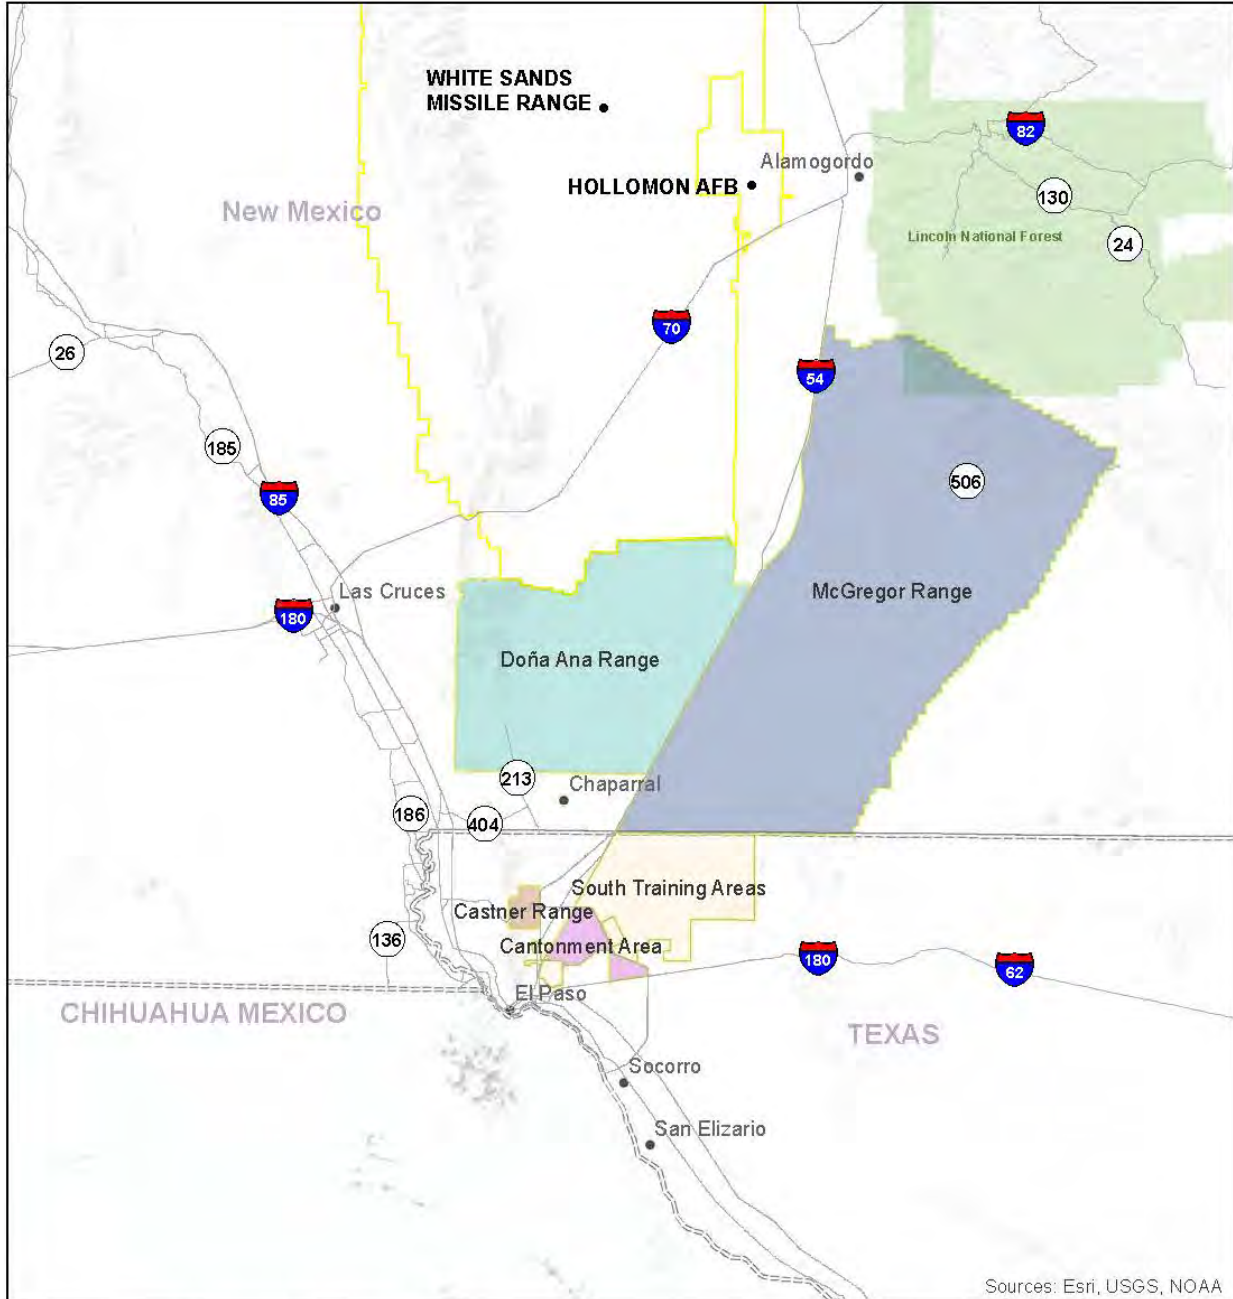 WHITE SANDS
MISSILE RANGE
82
Alamogordo
HOLLOMON AFB
130
New Mexico
Lincoln National Forest
24
70
26
54
185
506
85
Las Cruces
McGregor Range
180
Doña Ana Range
213
Chaparral
186
404
South Training Areas
Castner Range
136
Cantonment Area
180
62
El Paso
CHIHUAHUA MEXICO
TEXAS
Socorro
San Elizario
Sources: Esri, USGS, NOAA